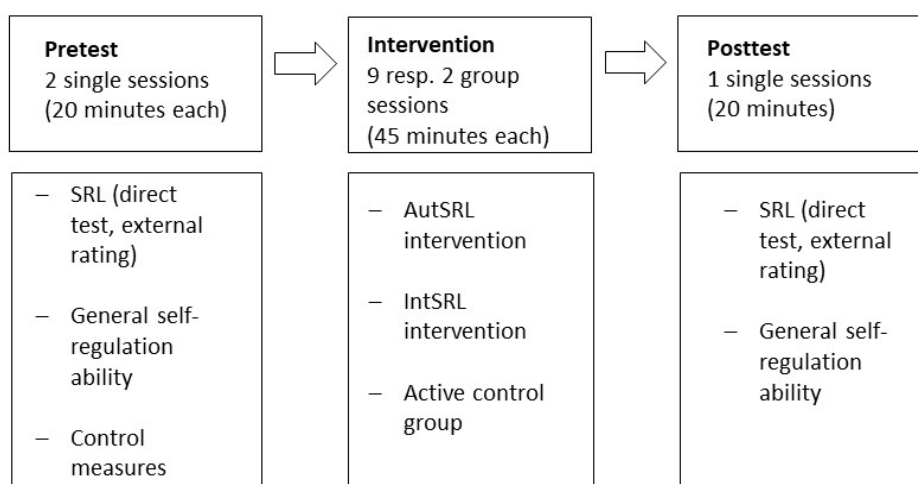 Pretest
2 single sessions
(20 minutes each)
Intervention
9 resp. 2 group
sessions
(45 minutes each)
Posttest
1 single sessions
(20 minutes)
– SRL (direct
test, external
rating)
– General self-
regulation
ability
– Control
measures
– AutSRL
intervention
– IntSRL
intervention
– Active control
group
– SRL (direct
test, external
rating)
– General self-
regulation
ability